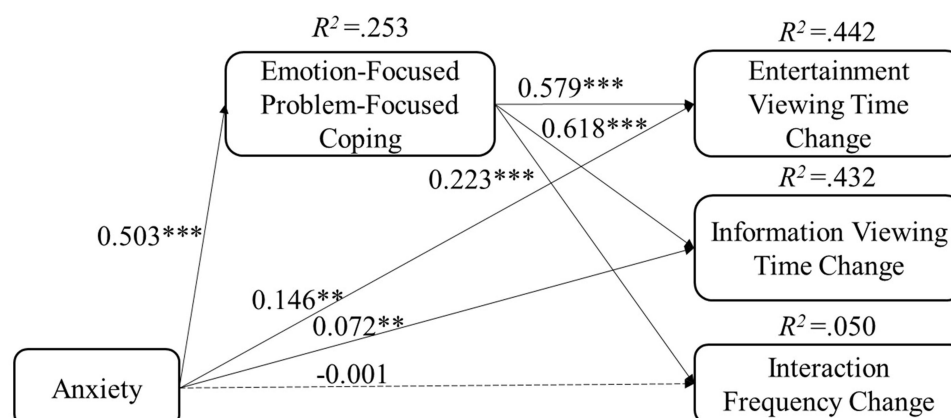 R² =.253
Emotion-Focused
Problem-Focused
Coping
R² =.442
Entertainment
Viewing Time
Change
0.579***
0.618***
0.223***
R² =.432
Information Viewing
Time Change
0.503***
0.146**
0.072**
-0.001
R² =.050
Interaction
Frequency Change
Anxiety